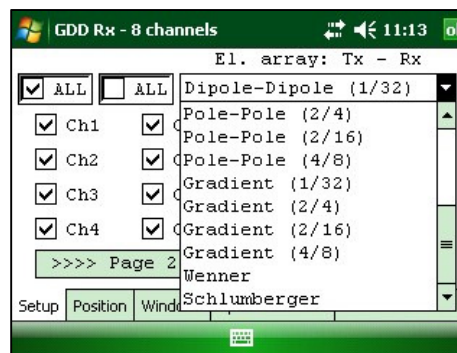 GDD Rx - 8 channels 11:13
El. array: Tx - Rx
ALL ALL Dipole-Dipole (1/32)
Pole-Pole (2/4)
Ch1
Pole-Pole (2/16)
Ch2 Pole-Pole (4/8)
Gradient (1/32)
Ch3 Gradient (2/4)
Ch4 Gradient (2/16)
Gradient (4/8)
>>>> Page 2
Wenner
Schlumberger
Setup Position